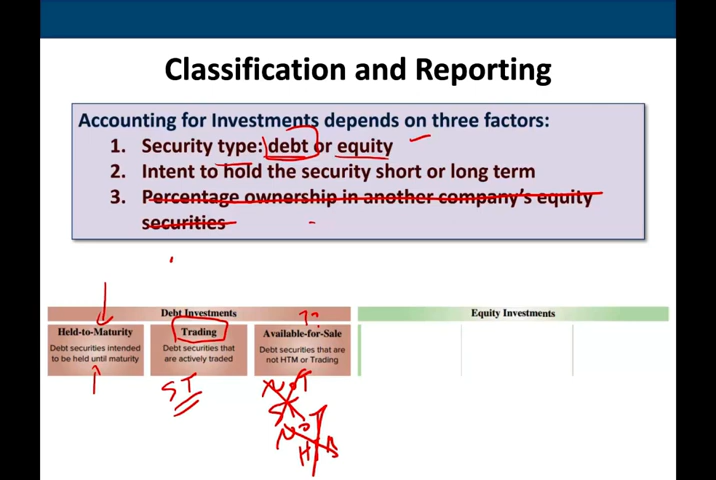 Classification and Reporting
Accounting for Investments depends on three factors:
1. Security type: debt or equity
2. Intent to hold the security short or long term
3. Percentage ownership in another company's equity
securities
Debt Investments
Equity Investments
??
Held-to-Maturity
Debt securities intended
to be held until maturity
Trading
Debt securities that
are actively traded
Available-for-Sale
Debt securities that are
not HTM or Trading
ST
NOT
ST
NOT